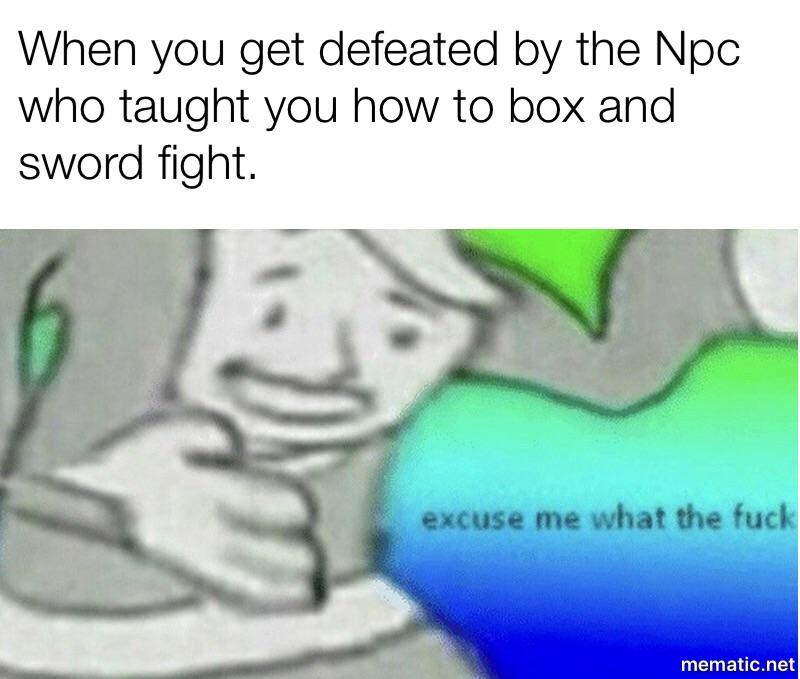 When you get defeated by the Npc
who taught you how to box and
sword fight.
excuse me what the fuck
mematic.net